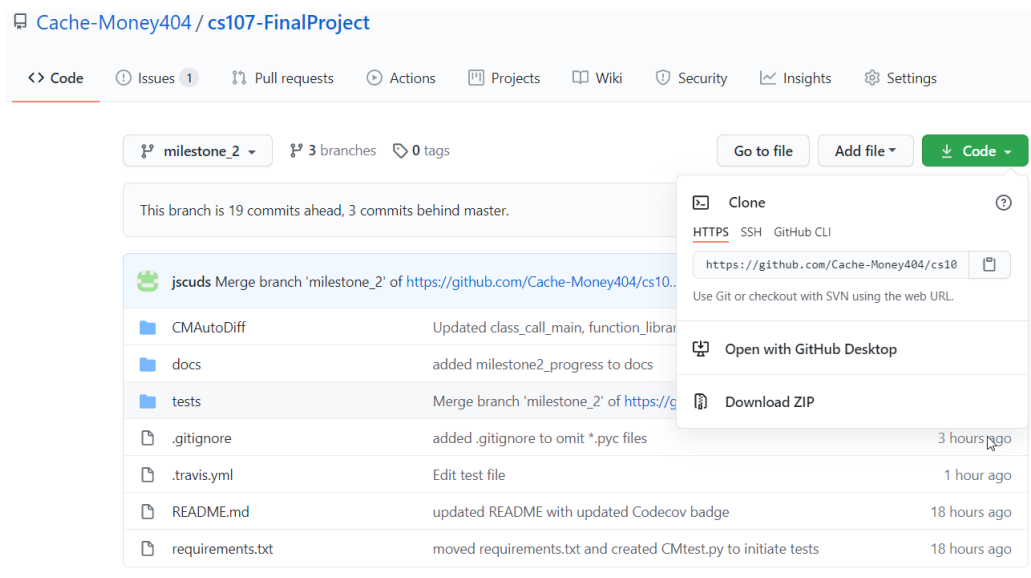 Cache-Money404 / cs107-FinalProject
<> Code Issues 1 Pull requests Actions Projects Wiki Security Insights Settings
milestone_2 3 branches 0 tags Go to file Add file Code
This branch is 19 commits ahead, 3 commits behind master.
Clone
HTTPS SSH GitHub CLI
https://github.com/Cache-Money404/cs10
Use Git or checkout with SVN using the web URL.
Open with GitHub Desktop
Download ZIP
jscuds Merge branch 'milestone_2' of https://github.com/Cache-Money404/cs10...
CMAutoDiff Updated class_call_main, function_librar
docs added milestone2_progress to docs
tests Merge branch 'milestone_2' of https://g
.gitignore added .gitignore to omit *.pyc files 3 hours ago
.travis.yml Edit test file 1 hour ago
README.md updated README with updated Codecov badge 18 hours ago
requirements.txt moved requirements.txt and created CMtest.py to initiate tests 18 hours ago